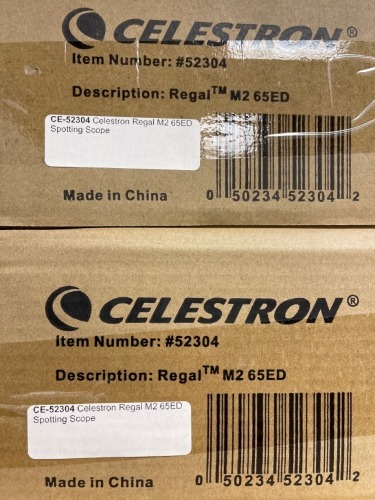 CELESTRON®
Item Number: #52304
Description: Regal™ M2 65ED
CE-52304 Celestron Regal M2 65ED
Spotting Scope
Made in China
0 50234 52304 2
CELESTRON®
Item Number: #52304
Description: Regal™ M2 65ED
CE-52304 Celestron Regal M2 65ED
Spotting Scope
Made in China
0 50234 52304 2